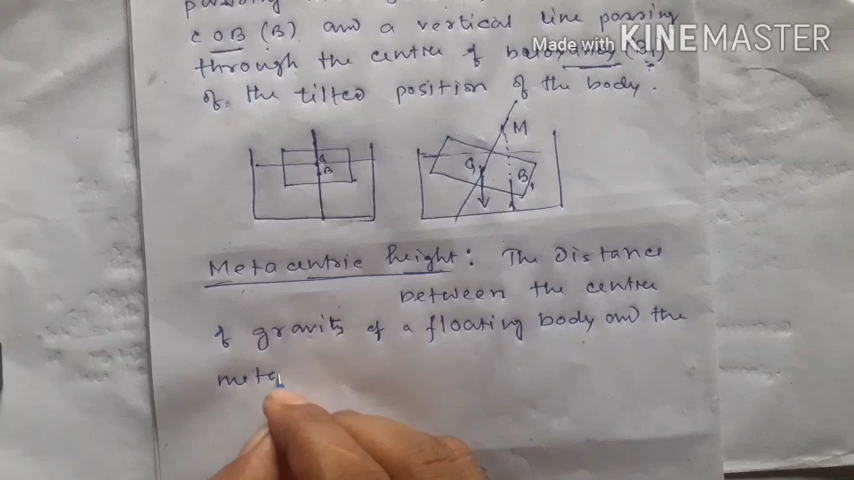 passing
COB (B) and a vertical line passing
through the centre of
of the tilted position of the body.
Made with KINEMASTER
G
B
M
G
B1
Metacentric height: The Distance
between the centre
of gravity of a floating body and the
meta